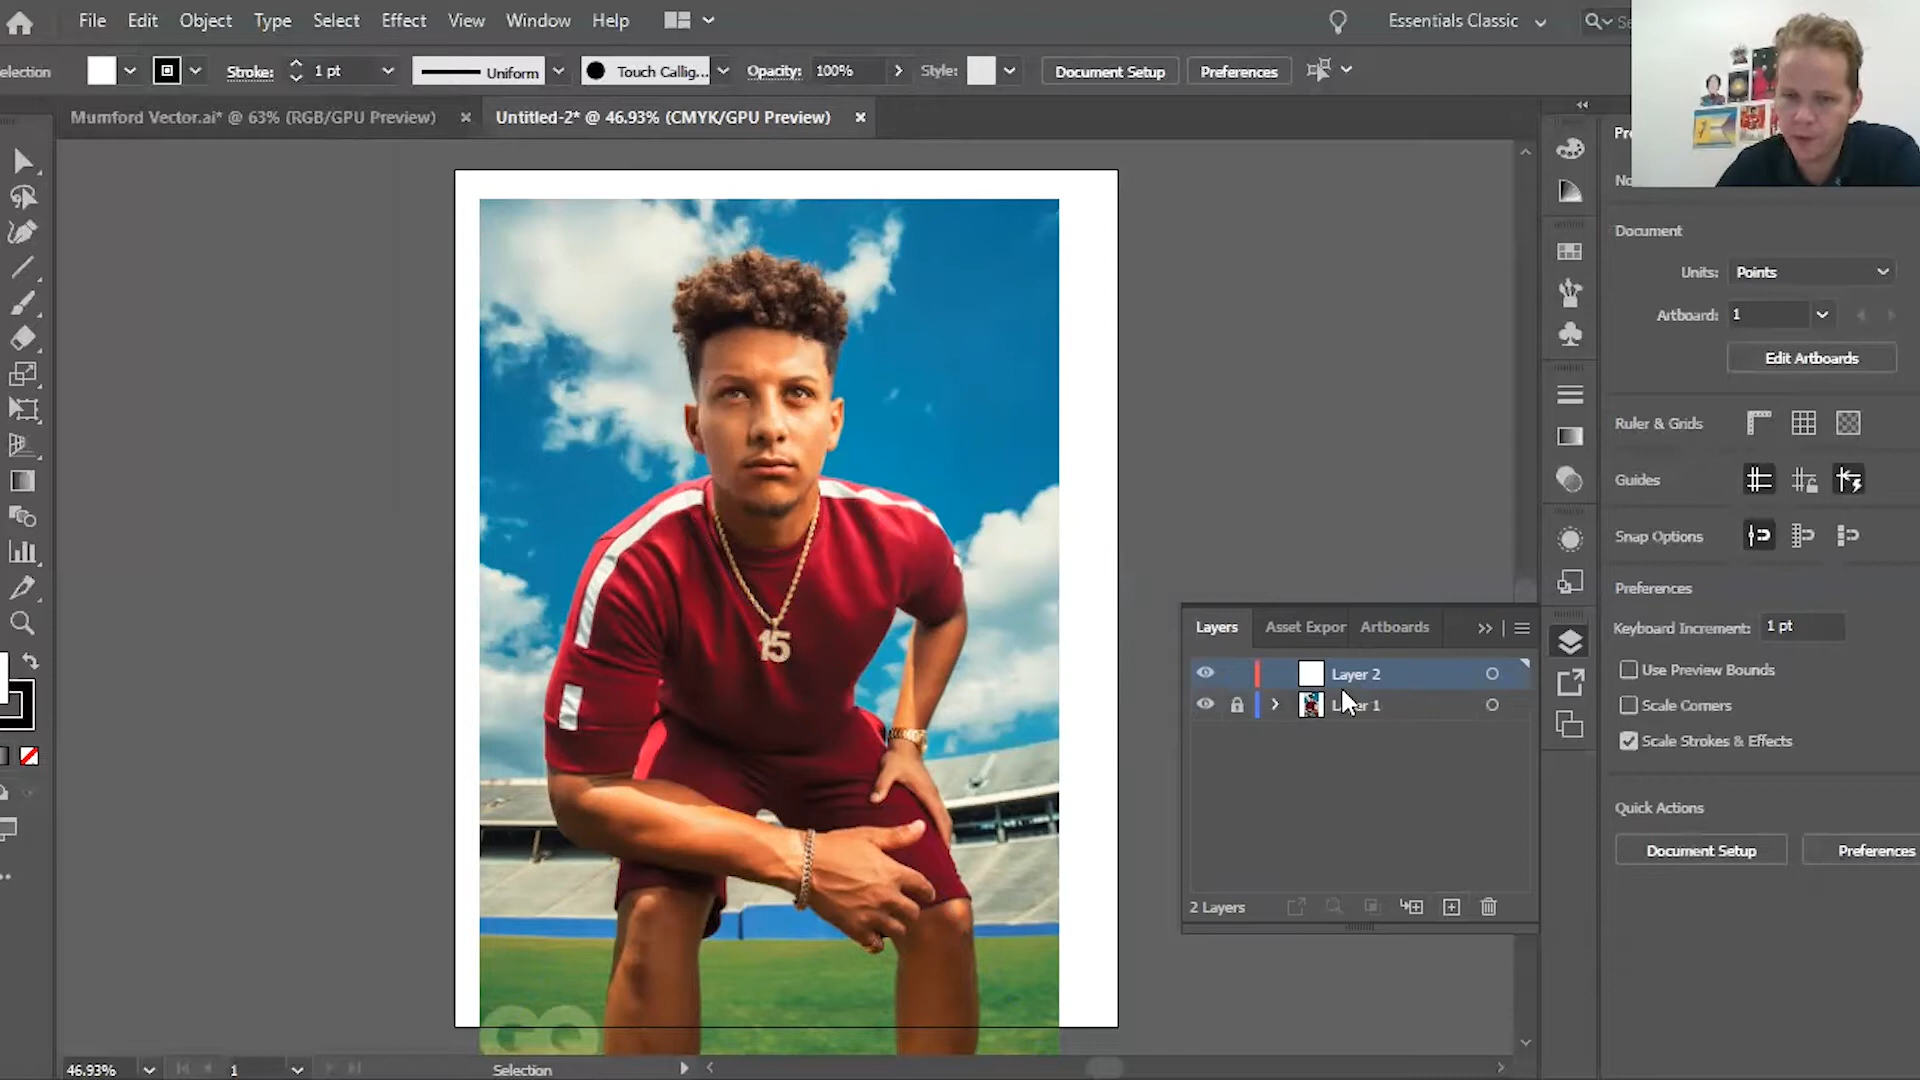 File Edit Object Type Select Effect View Window Help
Essentials Classic
election
Stroke: 1 pt Uniform Touch Callig... Opacity: 100% Style: Document Setup Preferences
Mumford Vector.ai* @ 63% (RGB/GPU Preview) × Untitled-2* @ 46.93% (CMYK/GPU Preview) ×
Document
Units: Points
Artboard: 1
Edit Artboards
Ruler & Grids
Guides
Snap Options
Preferences
Keyboard Increment: 1 pt
Use Preview Bounds
Scale Corners
Scale Strokes & Effects
Quick Actions
Document Setup Preferences
Layers Asset Expor Artboards
Layer 2
2 Layers
15
GQ
46.93% 1 Selection